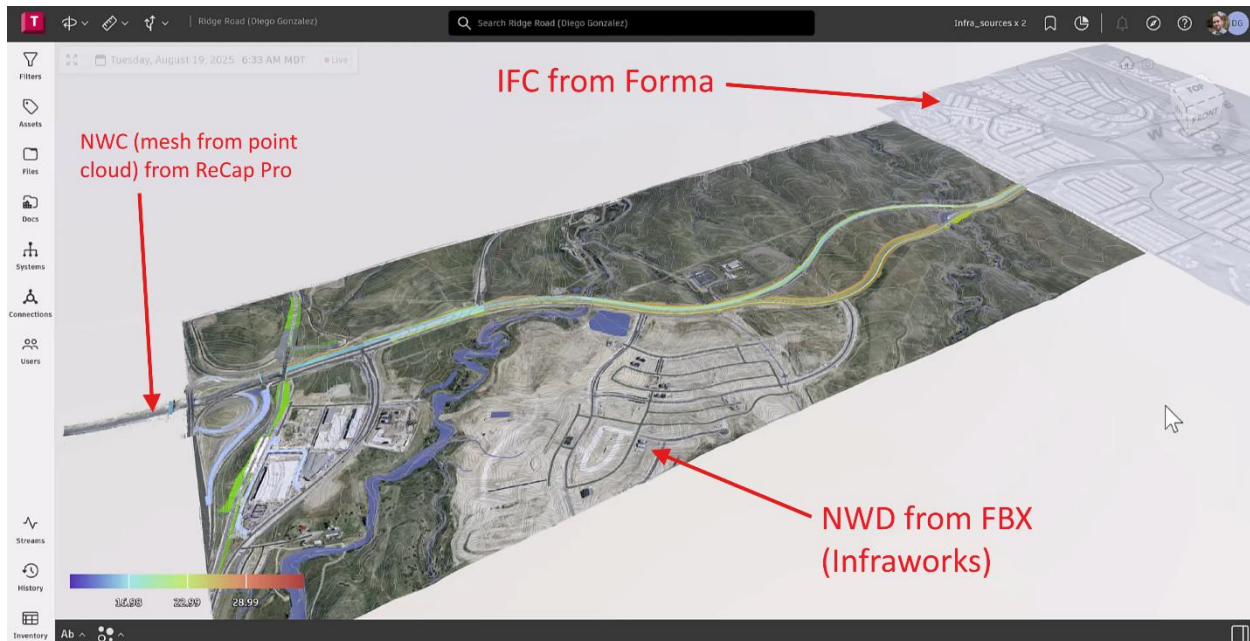 T
Ridge Road (Diego Gonzalez)
Search Ridge Road (Diego Gonzalez)
Infra_sources x 2
DG
Filters
Tuesday, August 19, 2025 6:33 AM MDT
Live
IFC from Forma
TOP
FRONT
W
S
E
Assets
NWC (mesh from point
cloud) from ReCap Pro
Files
Docs
Systems
Connections
Users
NWD from FBX
(Infraworks)
Streams
History
16.98 22.99 28.99
Inventory
Ab